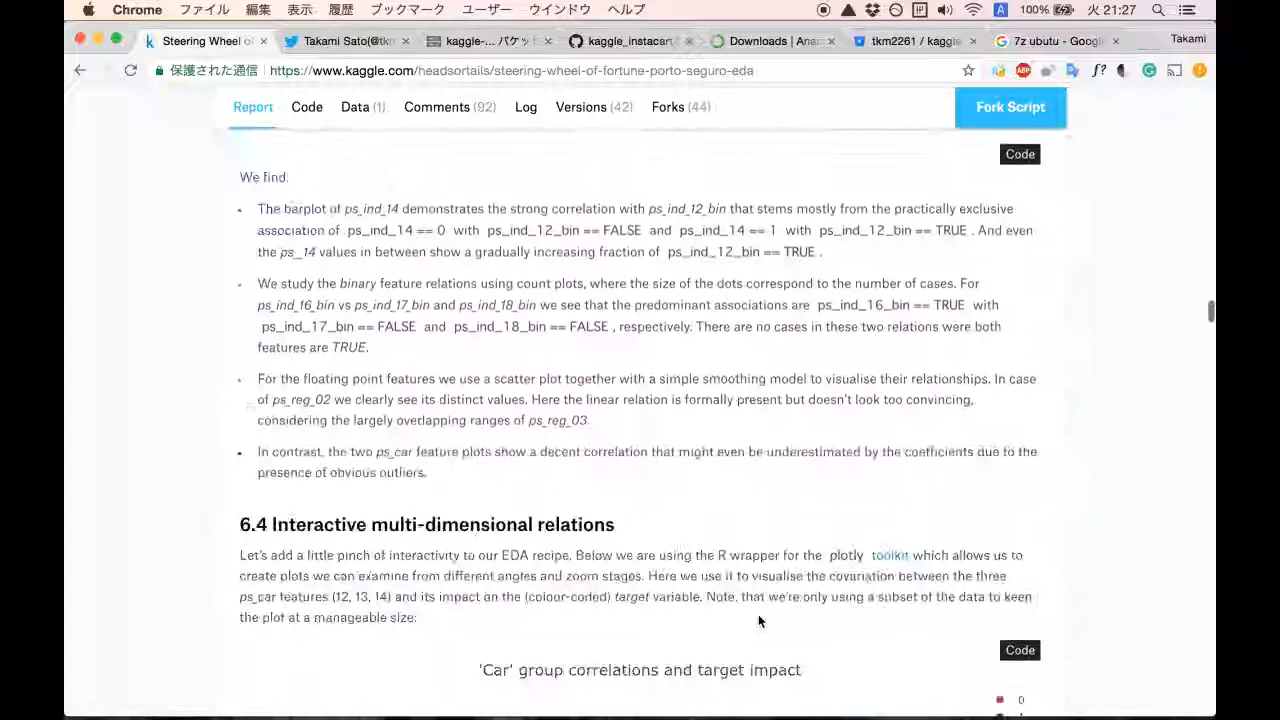 Chrome ファイル 編集 表示 履歴 ブックマーク ユーザー ウインドウ ヘルプ 100% 火 21:27
Steering Wheel of Takami Sato(@tkm kaggle-... バケット kaggle_instacart Downloads | Anac tkm2261 / kaggle 7z ubutu - Google Takami
保護された通信 https://www.kaggle.com/headsortails/steering-wheel-of-fortune-porto-seguro-eda
Report Code Data (1) Comments (92) Log Versions (42) Forks (44) Fork Script
Code
We find:
The barplot of ps_ind_14 demonstrates the strong correlation with ps_ind_12_bin that stems mostly from the practically exclusive
association of ps_ind_14 == 0 with ps_ind_12_bin == FALSE and ps_ind_14 == 1 with ps_ind_12_bin == TRUE . And even
the ps_14 values in between show a gradually increasing fraction of ps_ind_12_bin == TRUE .
We study the binary feature relations using count plots, where the size of the dots correspond to the number of cases. For
ps_ind_16_bin vs ps_ind_17_bin and ps_ind_18_bin we see that the predominant associations are ps_ind_16_bin == TRUE with
ps_ind_17_bin == FALSE and ps_ind_18_bin == FALSE , respectively. There are no cases in these two relations were both
features are TRUE.
For the floating point features we use a scatter plot together with a simple smoothing model to visualise their relationships. In case
of ps_reg_02 we clearly see its distinct values. Here the linear relation is formally present but doesn't look too convincing,
considering the largely overlapping ranges of ps_reg_03.
In contrast, the two ps_car feature plots show a decent correlation that might even be underestimated by the coefficients due to the
presence of obvious outliers.
6.4 Interactive multi-dimensional relations
Let's add a little pinch of interactivity to our EDA recipe. Below we are using the R wrapper for the plotly toolkit which allows us to
create plots we can examine from different angles and zoom stages. Here we use it to visualise the covariation between the three
ps_car features (12, 13, 14) and its impact on the (colour-coded) target variable. Note, that we're only using a subset of the data to keep
the plot at a manageable size:
Code
'Car' group correlations and target impact
0